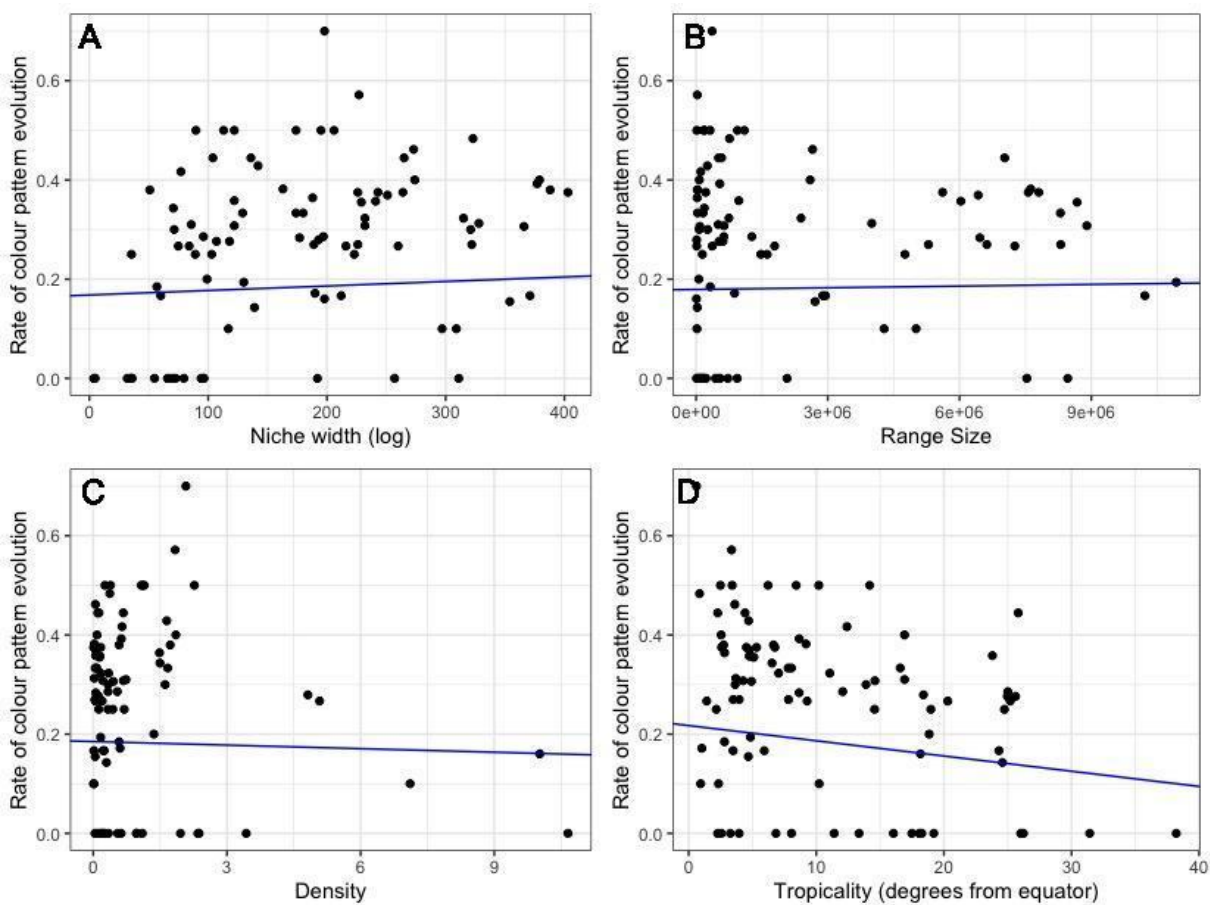 A
Rate of colour pattern evolution
0.6
0.4
0.2
0.0
0
100
200
300
400
Niche width (log)
B
Rate of colour pattern evolution
0.6
0.4
0.2
0.0
0e+00
3e+06
6e+06
9e+06
Range Size
C
Rate of colour pattern evolution
0.6
0.4
0.2
0.0
0
3
6
9
Density
D
Rate of colour pattern evolution
0.6
0.4
0.2
0.0
0
10
20
30
40
Tropicality (degrees from equator)